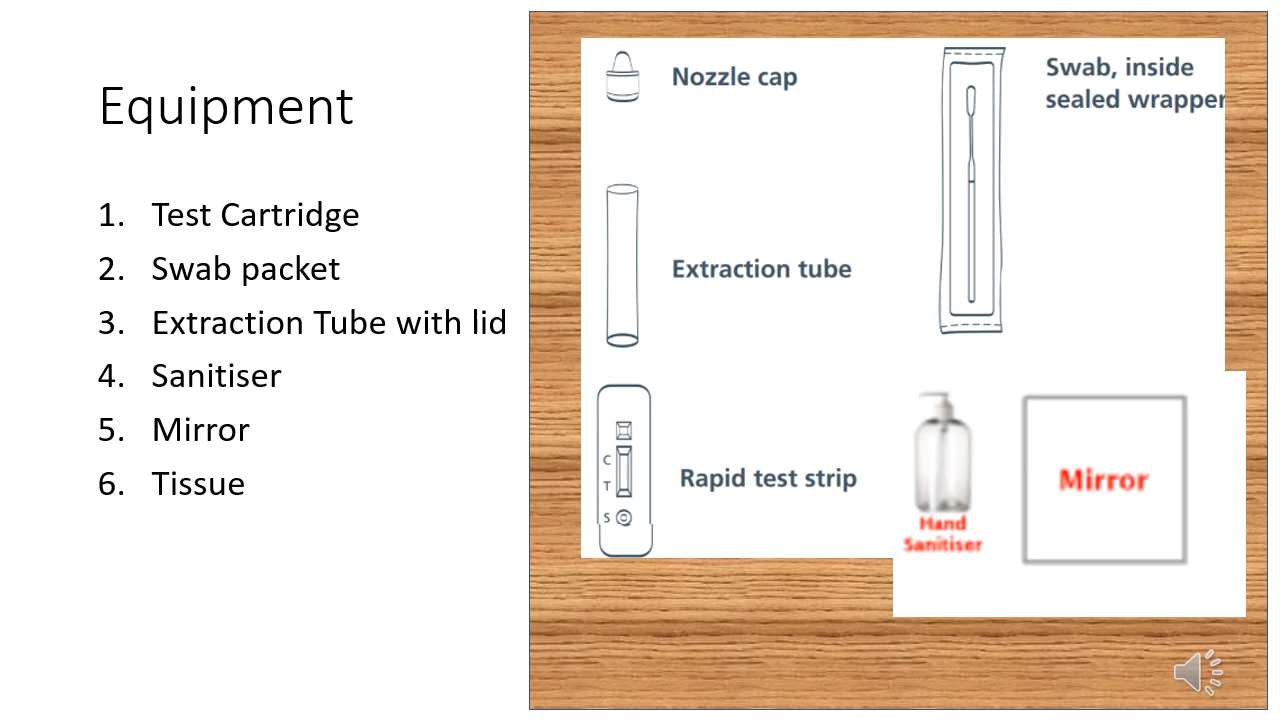 Equipment
1. Test Cartridge
2. Swab packet
3. Extraction Tube with lid
4. Sanitiser
5. Mirror
6. Tissue
Nozzle cap
Swab, inside
sealed wrapper
Extraction tube
C
T
S
Rapid test strip
Hand
Sanitiser
Mirror